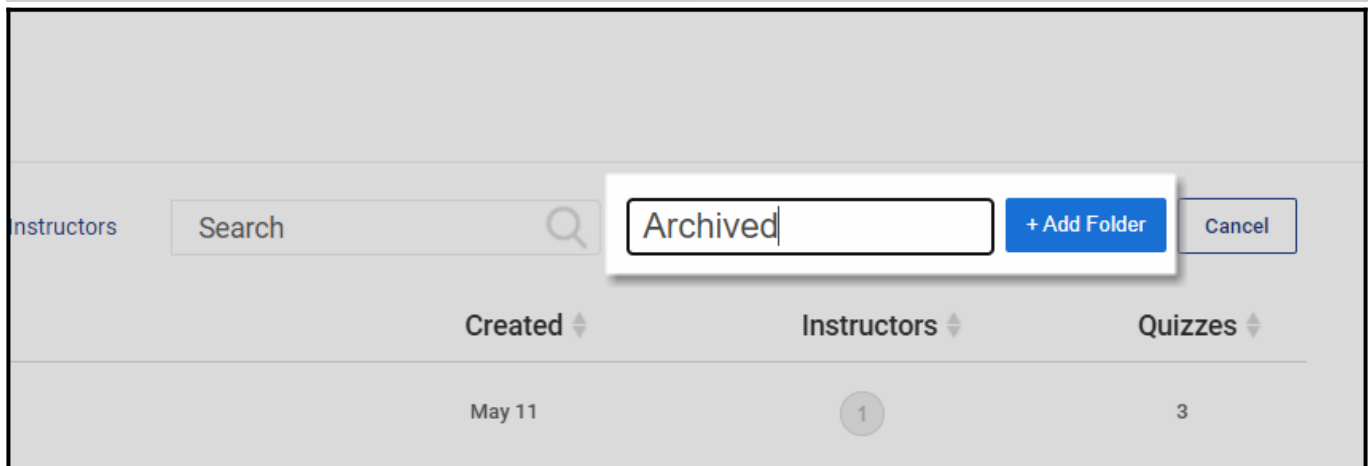 Instructors Search Archived + Add Folder Cancel
Created Instructors Quizzes
May 11 1 3